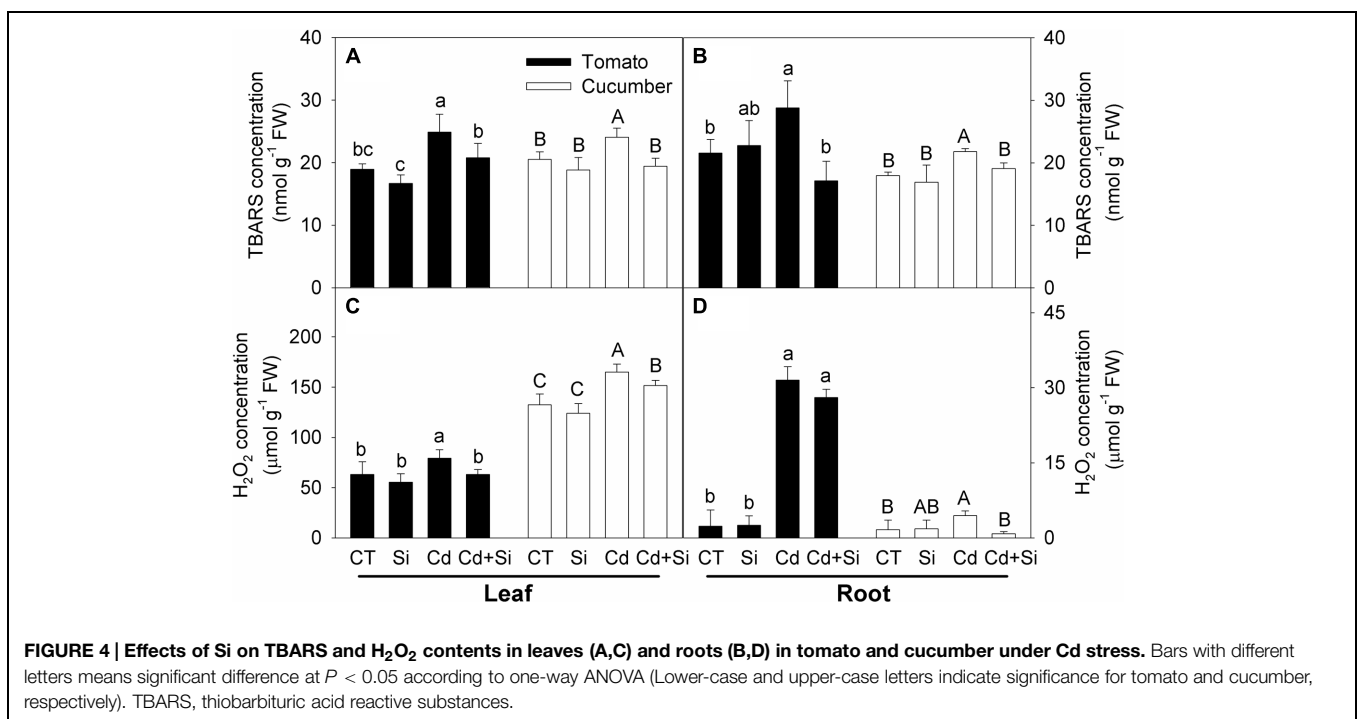 40
30
20
10
0
TBARS concentration
(nmol g⁻¹ FW)
A
Tomato
Cucumber
bc
c
a
b
B
B
A
B
B
b
ab
a
b
B
B
A
B
40
30
20
10
0
TBARS concentration
(nmol g⁻¹ FW)
200
150
100
50
0
H₂O₂ concentration
(µmol g⁻¹ FW)
C
b
b
a
b
C
C
A
B
D
b
b
a
a
B
AB
A
B
45
30
15
0
H₂O₂ concentration
(µmol g⁻¹ FW)
CT Si Cd Cd+Si CT Si Cd Cd+Si CT Si Cd Cd+Si CT Si Cd Cd+Si
Leaf Root
FIGURE 4 | Effects of Si on TBARS and H₂O₂ contents in leaves (A,C) and roots (B,D) in tomato and cucumber under Cd stress. Bars with different
letters means significant difference at P < 0.05 according to one-way ANOVA (Lower-case and upper-case letters indicate significance for tomato and cucumber,
respectively). TBARS, thiobarbituric acid reactive substances.